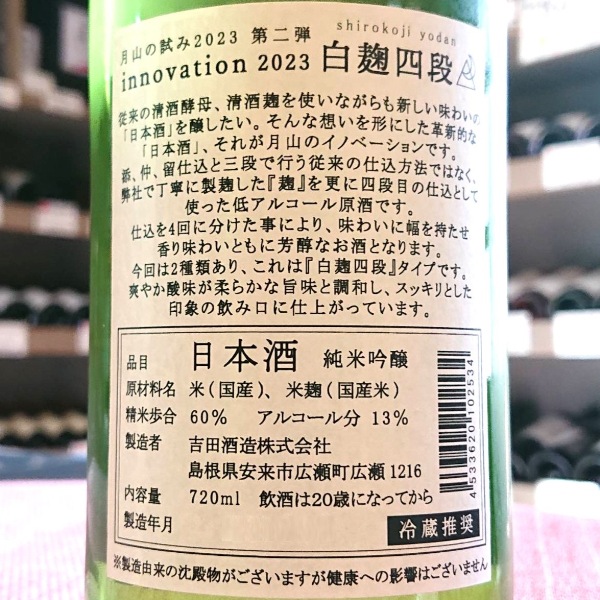 shirokoji yodan
月山の試み2023 第二弾
innovation 2023 白麹四段
従来の清酒酵母、清酒麹を使いながらも新しい味わいの
「日本酒」を醸したい。そんな想いを形にした革新的な
「日本酒」、それが月山のイノベーションです。
添、仲、留仕込と三段で行う従来の仕込方法ではなく、
弊社で丁寧に製麹した『麹』を更に四段目の仕込として
使った低アルコール原酒です。
仕込を4回に分けた事により、味わいに幅を持たせ
香り味わいともに芳醇なお酒となります。
今回は2種類あり、これは『白麹四段』タイプです。
爽やか酸味が柔らかな旨味と調和し、スッキリとした
印象の飲み口に仕上がっています。
品目 日本酒 純米吟醸
原材料名 米(国産)、米麹(国産米)
精米歩合 60% アルコール分 13%
製造者 吉田酒造株式会社
島根県安来市広瀬町広瀬1216
内容量 720ml 飲酒は20歳になってから
製造年月
冷蔵推奨
4533620102534
※製造由来の沈殿物がございますが健康への影響はございません